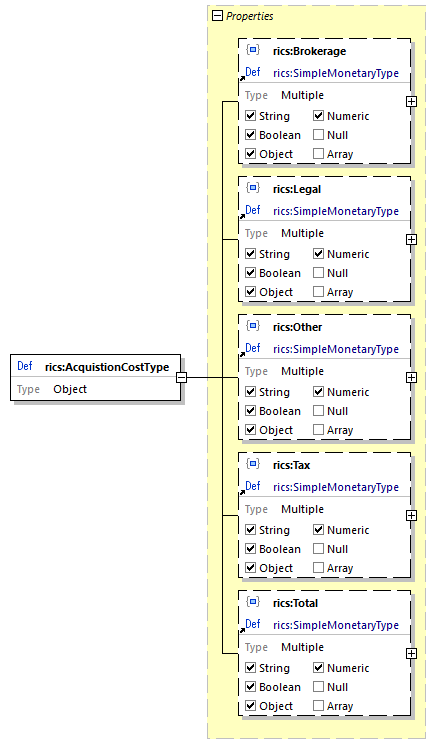 Properties
rics:Brokerage
Def rics:SimpleMonetaryType
Type Multiple
String Numeric
Boolean Null
Object Array
rics:Legal
Def rics:SimpleMonetaryType
Type Multiple
String Numeric
Boolean Null
Object Array
rics:Other
Def rics:SimpleMonetaryType
Type Multiple
String Numeric
Boolean Null
Object Array
Def rics:AcquistionCostType
Type Object
rics:Tax
Def rics:SimpleMonetaryType
Type Multiple
String Numeric
Boolean Null
Object Array
rics:Total
Def rics:SimpleMonetaryType
Type Multiple
String Numeric
Boolean Null
Object Array